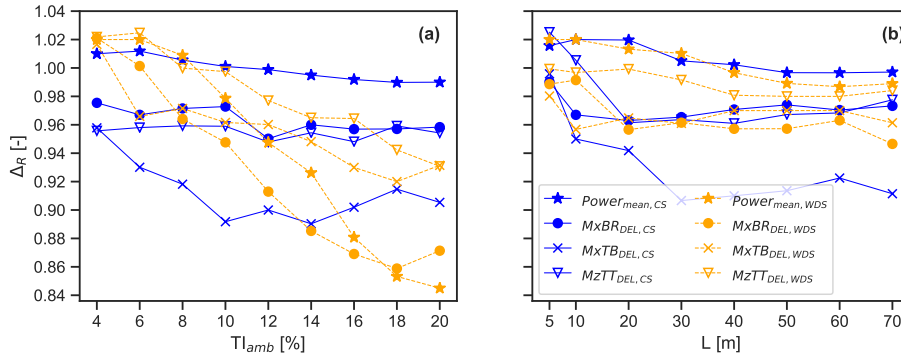 (a)
1.04
1.02
1.00
0.98
0.96
0.94
0.92
0.90
0.88
0.86
0.84
Δ_R [-]
4 6 8 10 12 14 16 18 20
TI_amb [%]
(b)
Power_mean, CS
MxBR_DEL, CS
MxTB_DEL, CS
MzTT_DEL, CS
Power_mean, WDS
MxBR_DEL, WDS
MxTB_DEL, WDS
MzTT_DEL, WDS
5 10 20 30 40 50 60 70
L [m]